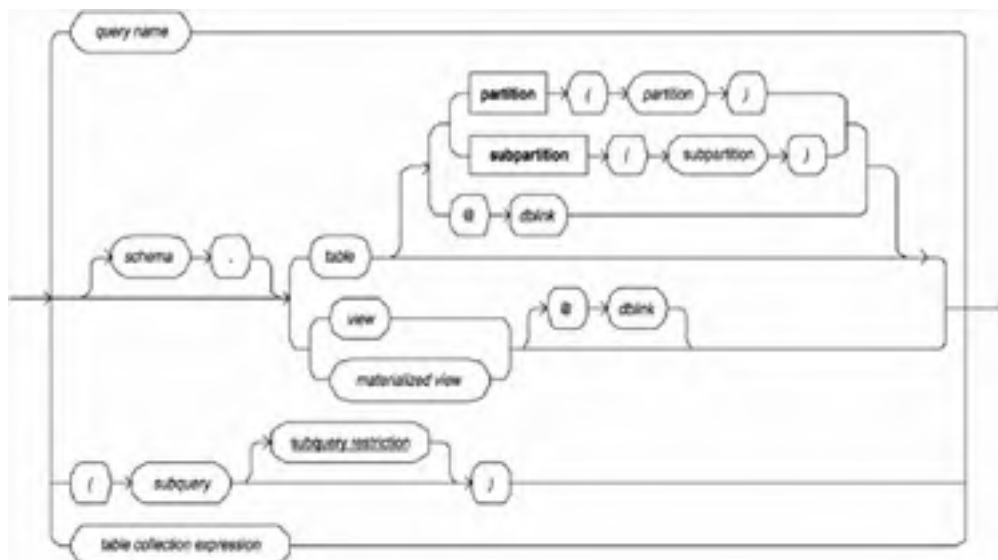 query name
partition ( partition )
subpartition ( subpartition )
@ dblink
schema . table
@ dblink
view
materialized view
subquery restriction
( subquery )
table collection expression